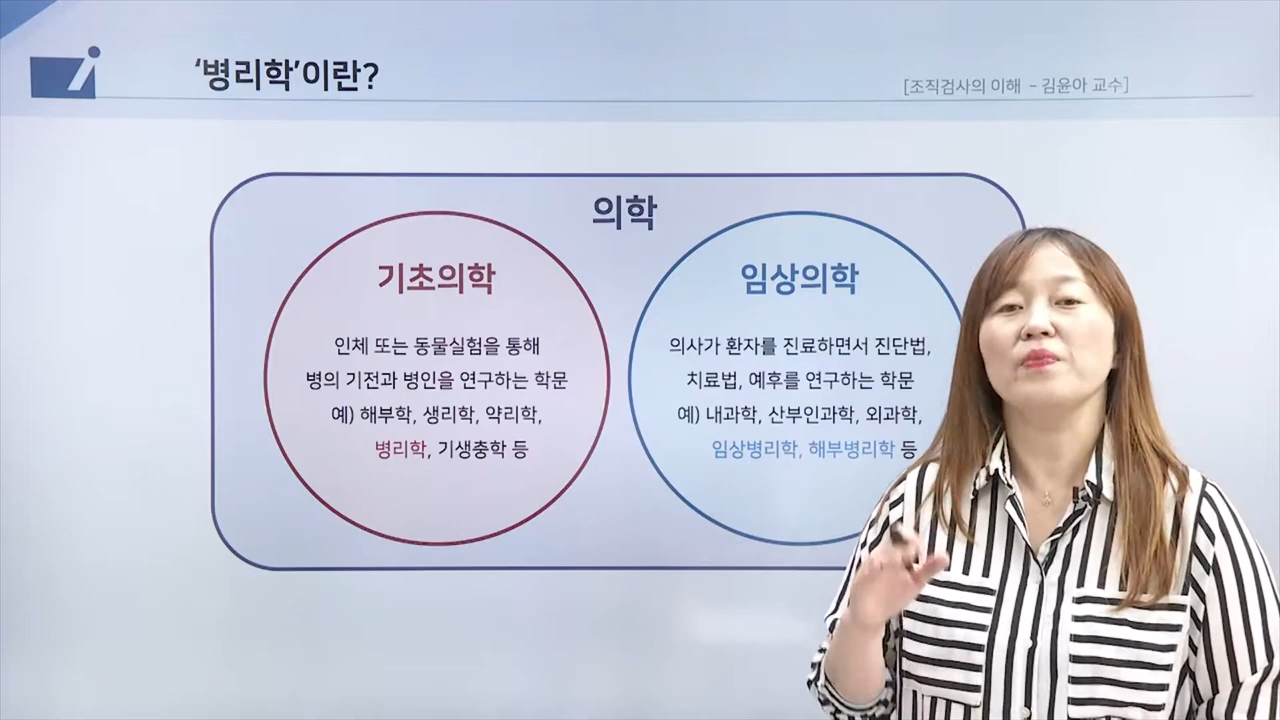 ‘병리학’이란?
[조직검사의 이해 - 김윤아 교수]
의학
기초의학
인체 또는 동물실험을 통해
병의 기전과 병인을 연구하는 학문
예) 해부학, 생리학, 약리학,
병리학, 기생충학 등
임상의학
의사가 환자를 진료하면서 진단법,
치료법, 예후를 연구하는 학문
예) 내과학, 산부인과학, 외과학,
임상병리학, 해부병리학 등